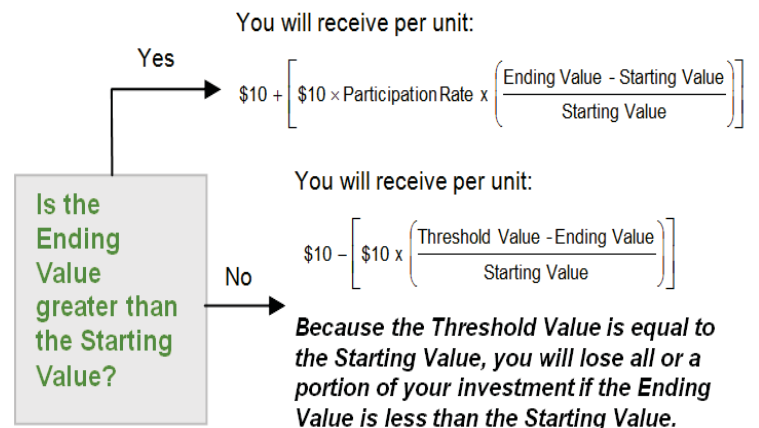 You will receive per unit:
Yes
$10 + [ $10 × Participation Rate x ( Ending Value - Starting Value
Starting Value ) ]
Is the
Ending
Value
greater than
the Starting
Value?
No
You will receive per unit:
$10 – [ $10 x ( Threshold Value - Ending Value
Starting Value ) ]
Because the Threshold Value is equal to
the Starting Value, you will lose all or a
portion of your investment if the Ending
Value is less than the Starting Value.